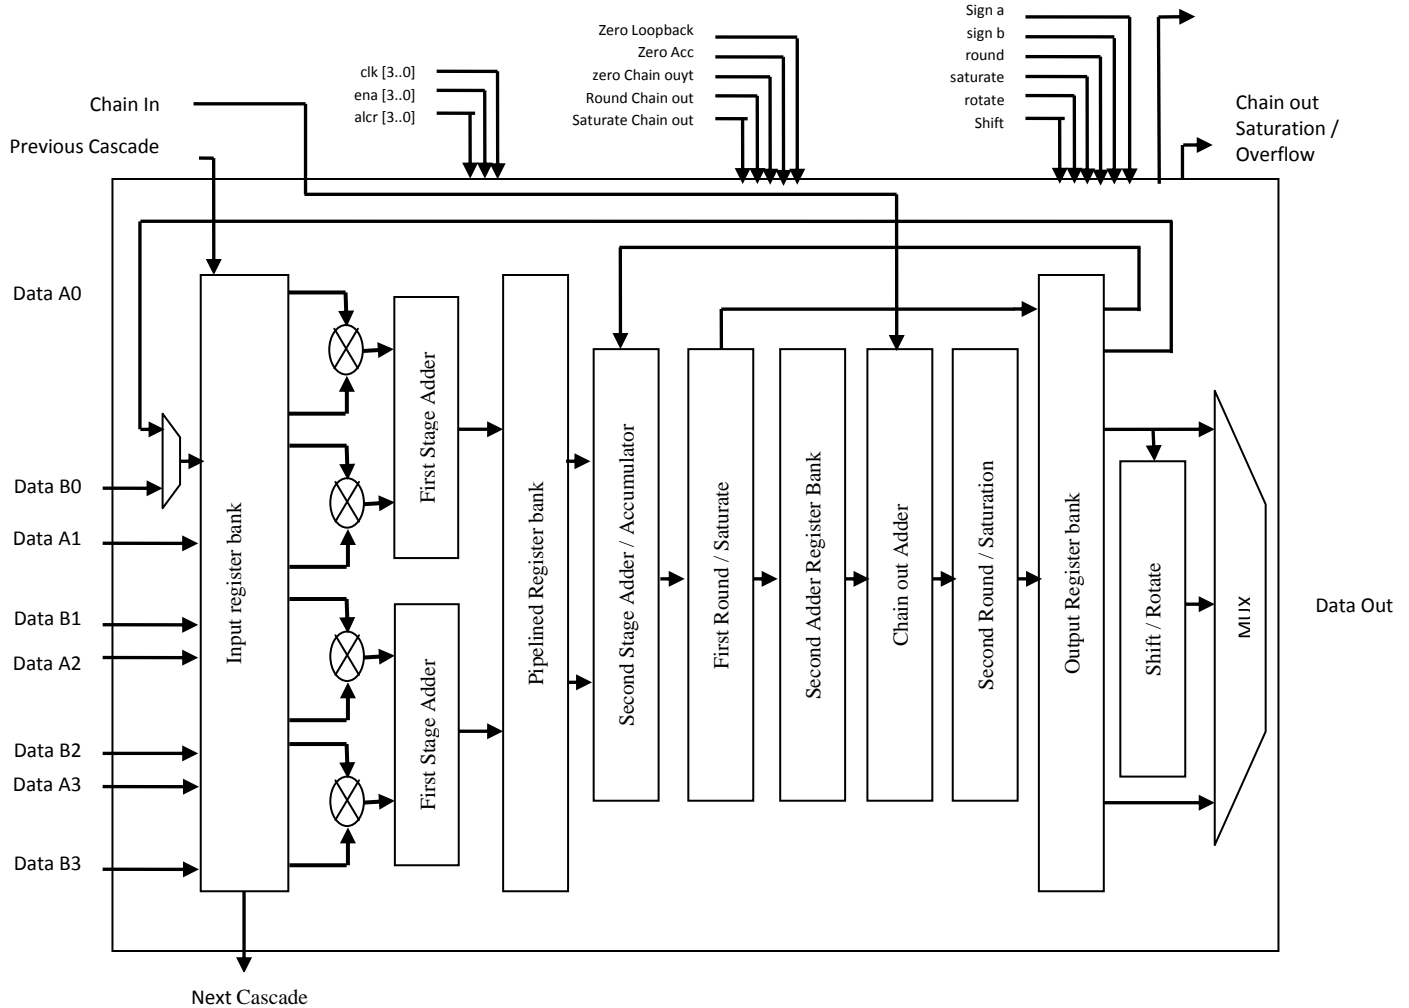 Sign a
sign b
round
saturate
rotate
Shift
Zero Loopback
Zero Acc
zero Chain ouyt
Round Chain out
Saturate Chain out
clk [3..0]
ena [3..0]
alcr [3..0]
Chain In
Previous Cascade
Chain out
Saturation /
Overflow
Data A0
Data B0
Data A1
Data B1
Data A2
Data B2
Data A3
Data B3
Input register bank
First Stage Adder
First Stage Adder
Pipelined Register bank
Second Stage Adder / Accumulator
First Round / Saturate
Second Adder Register Bank
Chain out Adder
Second Round / Saturation
Output Register bank
Shift / Rotate
MUX
Data Out
Next Cascade